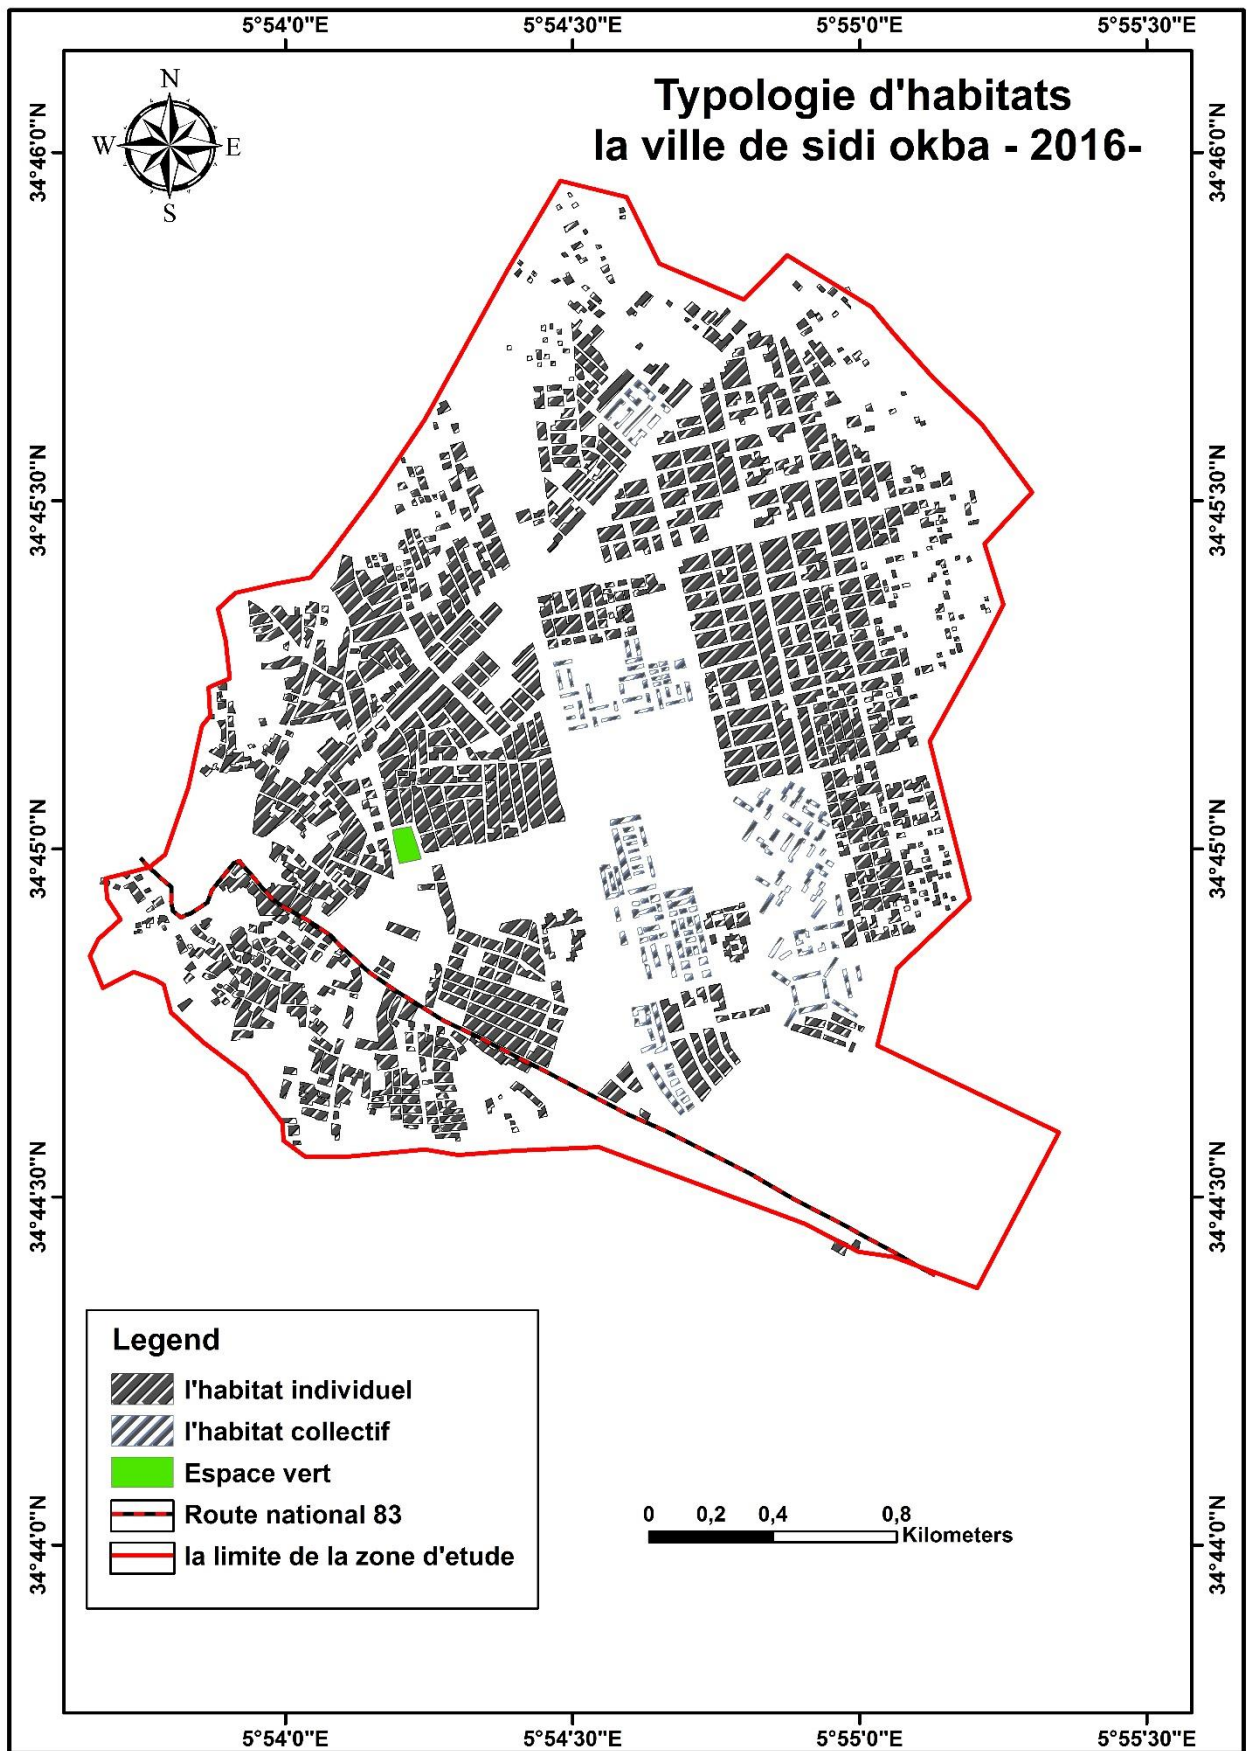 5°54'0"E
5°54'30"E
5°55'0"E
5°55'30"E
Typologie d'habitats
la ville de sidi okba - 2016-
N
W
E
S
34°46'0"N
34°46'0"N
34°45'30"N
34°45'30"N
34°45'0"N
34°45'0"N
34°44'30"N
34°44'30"N
34°44'0"N
34°44'0"N
Legend
l'habitat individuel
l'habitat collectif
Espace vert
Route national 83
la limite de la zone d'etude
0 0,2 0,4 0,8
Kilometers
5°54'0"E
5°54'30"E
5°55'0"E
5°55'30"E